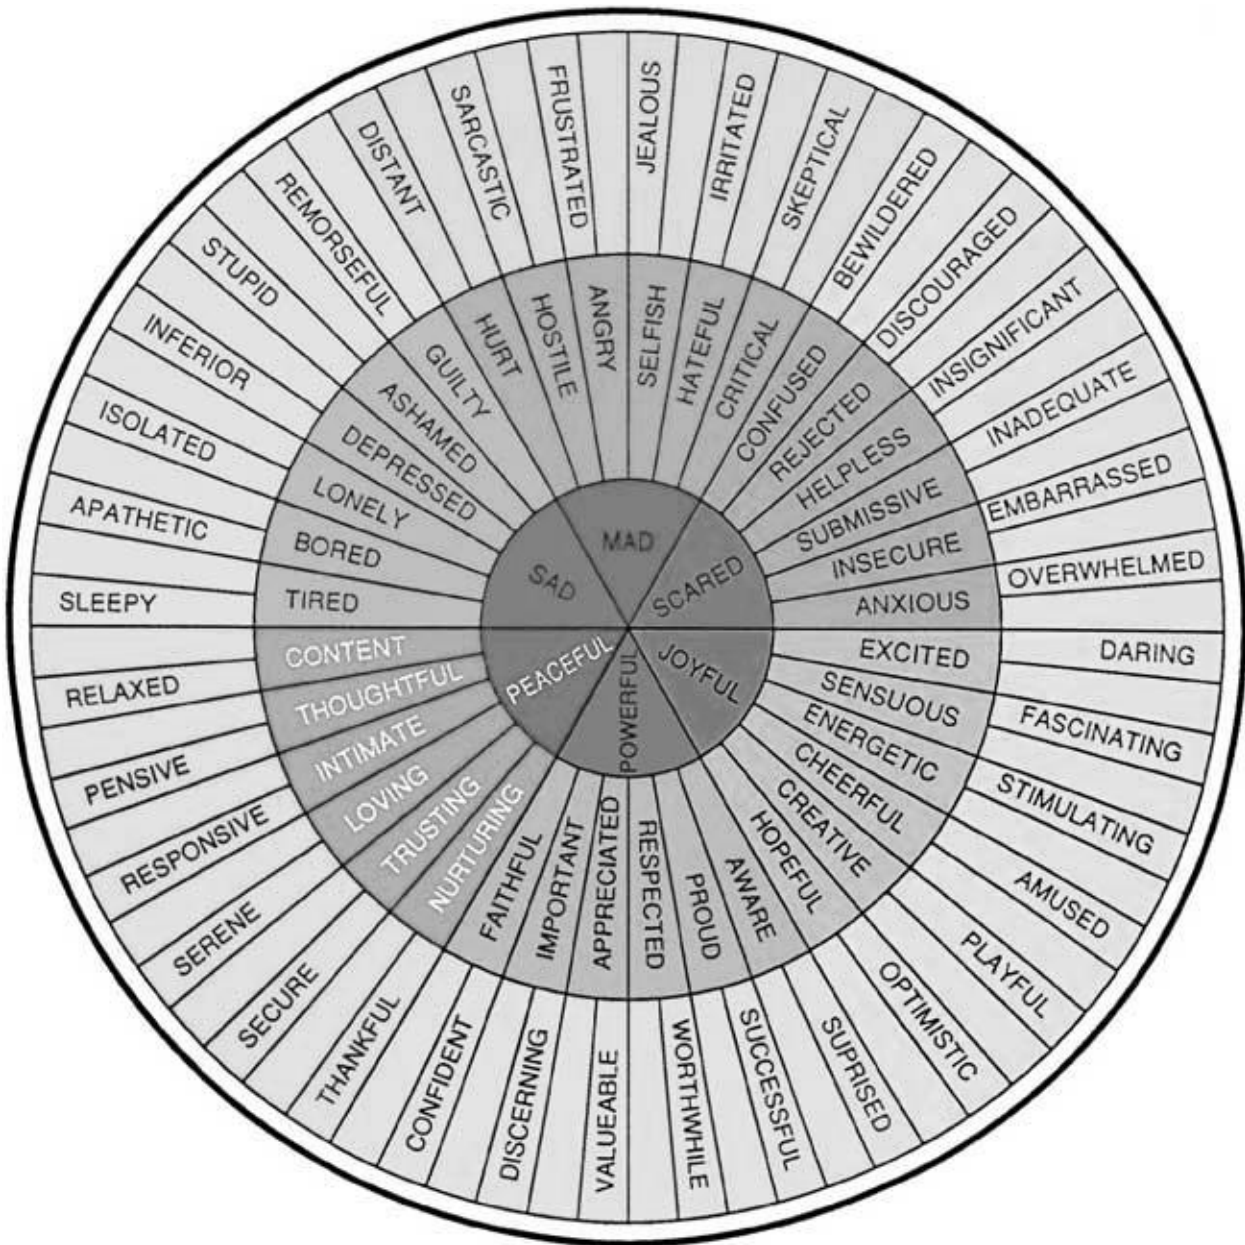 MAD
SCARED
JOYFUL
POWERFUL
PEACEFUL
SAD
HURT
HOSTILE
ANGRY
SELFISH
HATEFUL
CRITICAL
CONFUSED
REJECTED
HELPLESS
SUBMISSIVE
INSECURE
ANXIOUS
EXCITED
SENSUOUS
ENERGETIC
CHEERFUL
CREATIVE
HOPEFUL
AWARE
PROUD
RESPECTED
APPRECIATED
IMPORTANT
FAITHFUL
NURTURING
TRUSTING
LOVING
INTIMATE
THOUGHTFUL
CONTENT
TIRED
BORED
LONELY
DEPRESSED
ASHAMED
GUILTY
DISTANT
SARCASTIC
FRUSTRATED
JEALOUS
IRRITATED
SKEPTICAL
BEWILDERED
DISCOURAGED
INSIGNIFICANT
INADEQUATE
EMBARRASSED
OVERWHELMED
DARING
FASCINATING
STIMULATING
AMUSED
PLAYFUL
OPTIMISTIC
SUPRISED
SUCCESSFUL
WORTHWHILE
VALUEABLE
DISCERNING
CONFIDENT
THANKFUL
SECURE
SERENE
RESPONSIVE
PENSIVE
RELAXED
SLEEPY
APATHETIC
ISOLATED
INFERIOR
STUPID
REMORSEFUL